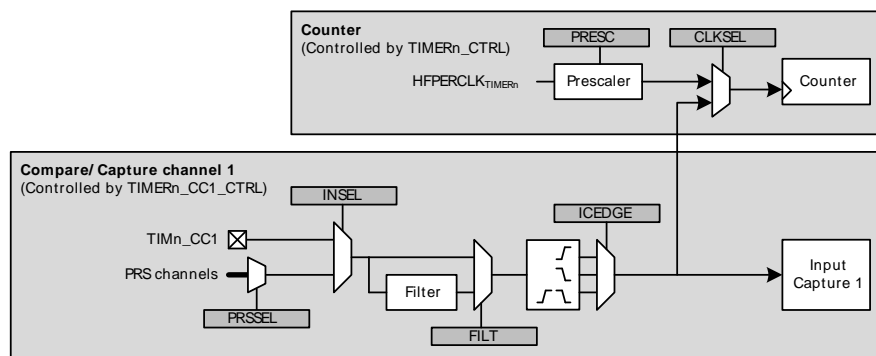 Counter
(Controlled by TIMERn_CTRL)
PRESC
CLKSEL
HFPERCLKTIMERn
Prescaler
Counter
Compare/ Capture channel 1
(Controlled by TIMERn_CC1_CTRL)
INSEL
ICEDGE
TIMn_CC1
PRS channels
Filter
Input
Capture 1
PRSSEL
FILT